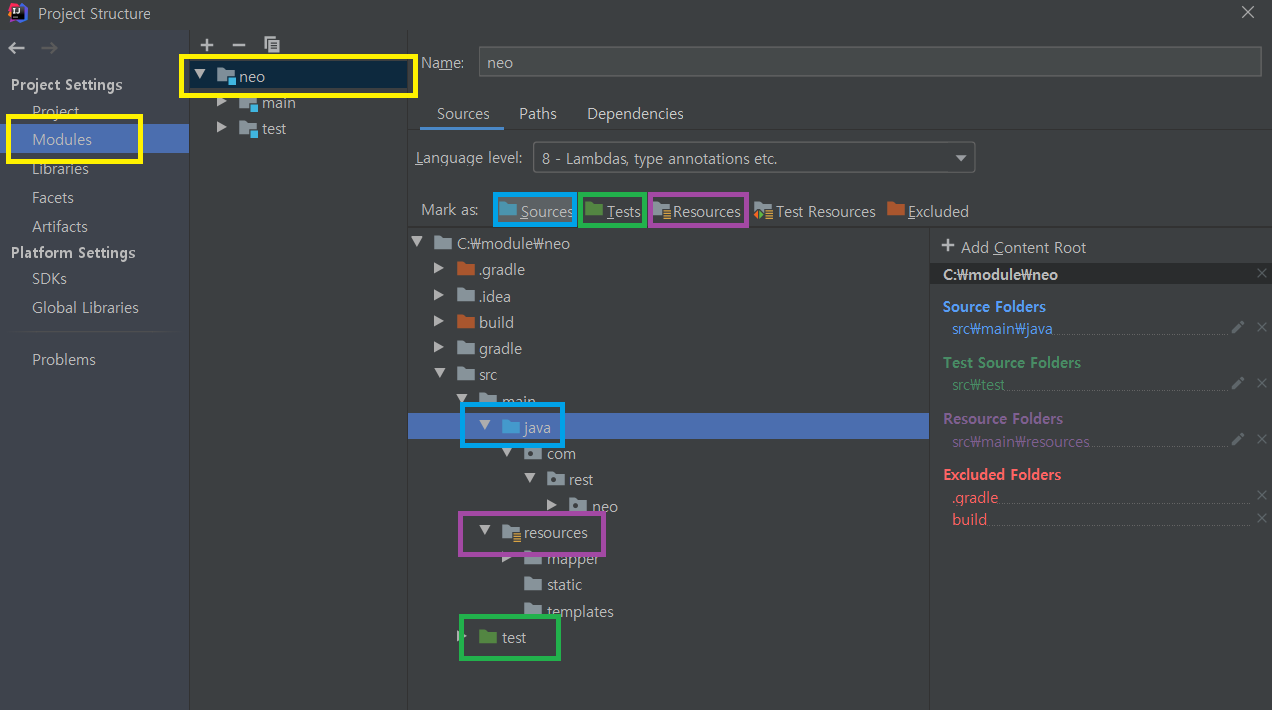 Project Structure
Project Settings
Project
Modules
Libraries
Facets
Artifacts
Platform Settings
SDKs
Global Libraries
Problems
neo
main
test
Name: neo
Sources Paths Dependencies
Language level: 8 - Lambdas, type annotations etc.
Mark as: Sources Tests Resources Test Resources Excluded
C:₩module₩neo
.gradle
.idea
build
gradle
src
main
java
com
rest
neo
resources
mapper
static
templates
test
+ Add Content Root
C:₩module₩neo
Source Folders
src₩main₩java
Test Source Folders
src₩test
Resource Folders
src₩main₩resources
Excluded Folders
.gradle
build